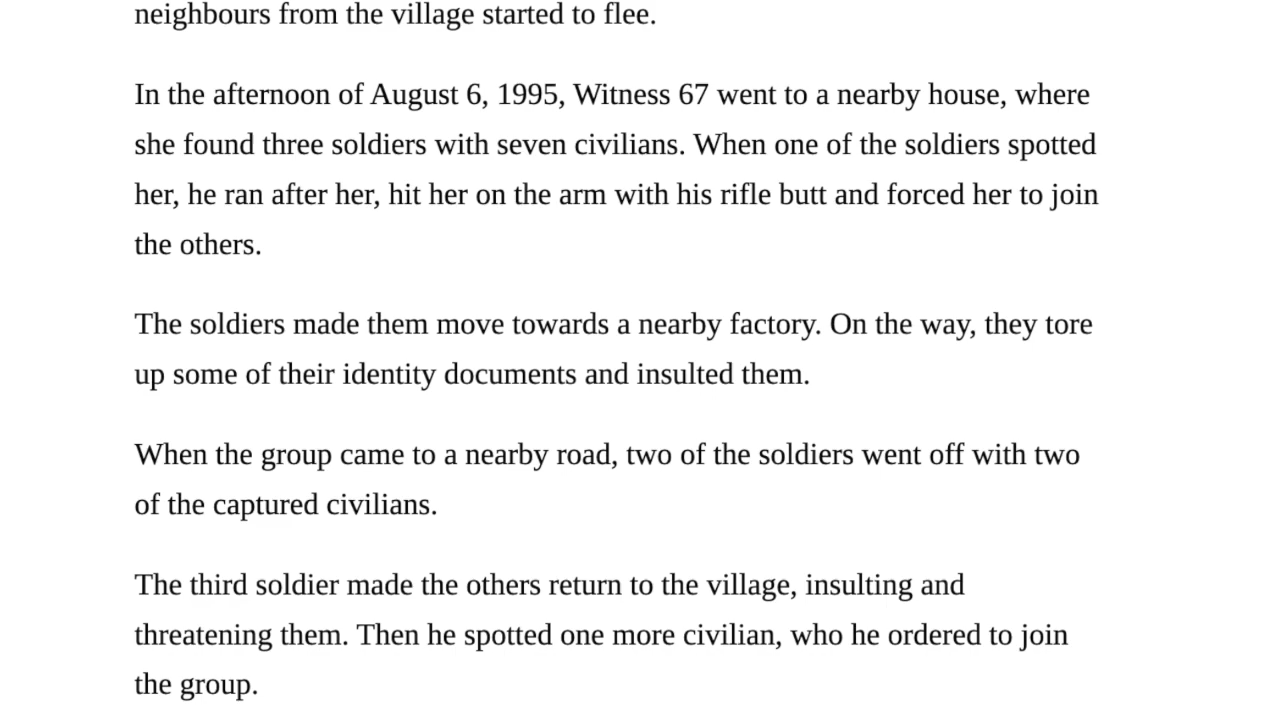 neighbours from the village started to flee.
In the afternoon of August 6, 1995, Witness 67 went to a nearby house, where
she found three soldiers with seven civilians. When one of the soldiers spotted
her, he ran after her, hit her on the arm with his rifle butt and forced her to join
the others.
The soldiers made them move towards a nearby factory. On the way, they tore
up some of their identity documents and insulted them.
When the group came to a nearby road, two of the soldiers went off with two
of the captured civilians.
The third soldier made the others return to the village, insulting and
threatening them. Then he spotted one more civilian, who he ordered to join
the group.